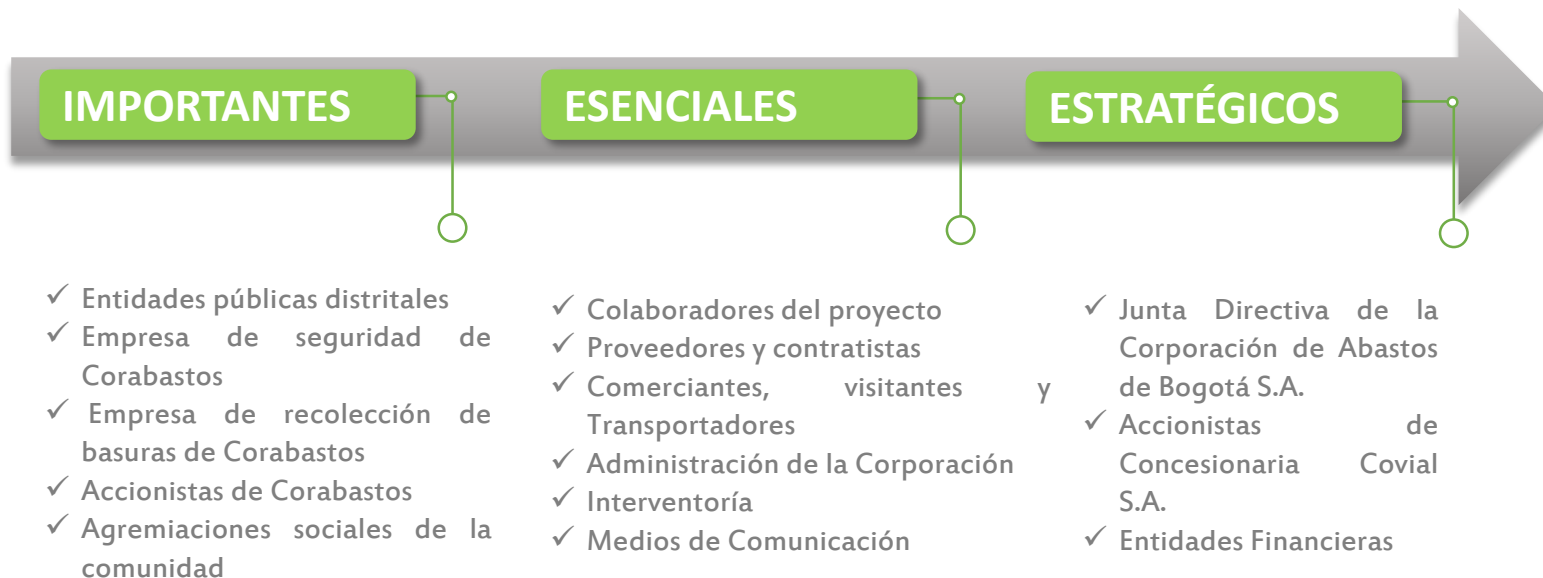 IMPORTANTES
ESENCIALES
ESTRATÉGICOS
✓ Entidades públicas distritales
✓ Empresa de seguridad de
Corabastos
✓ Empresa de recolección de
basuras de Corabastos
✓ Accionistas de Corabastos
✓ Agremiaciones sociales de la
comunidad
✓ Colaboradores del proyecto
✓ Proveedores y contratistas
✓ Comerciantes, visitantes y
Transportadores
✓ Administración de la Corporación
✓ Interventoría
✓ Medios de Comunicación
✓ Junta Directiva de la
Corporación de Abastos
de Bogotá S.A.
✓ Accionistas de
Concesionaria Covial
S.A.
✓ Entidades Financieras